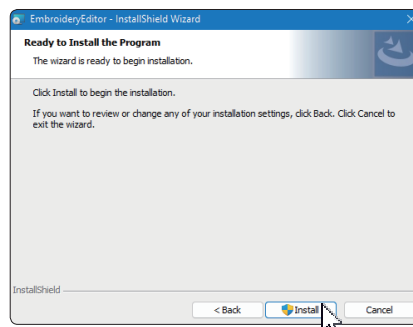 EmbroideryEditor - InstallShield Wizard
Ready to Install the Program
The wizard is ready to begin installation.
Click Install to begin the installation.
If you want to review or change any of your installation settings, click Back. Click Cancel to
exit the wizard.
InstallShield
< Back Install Cancel